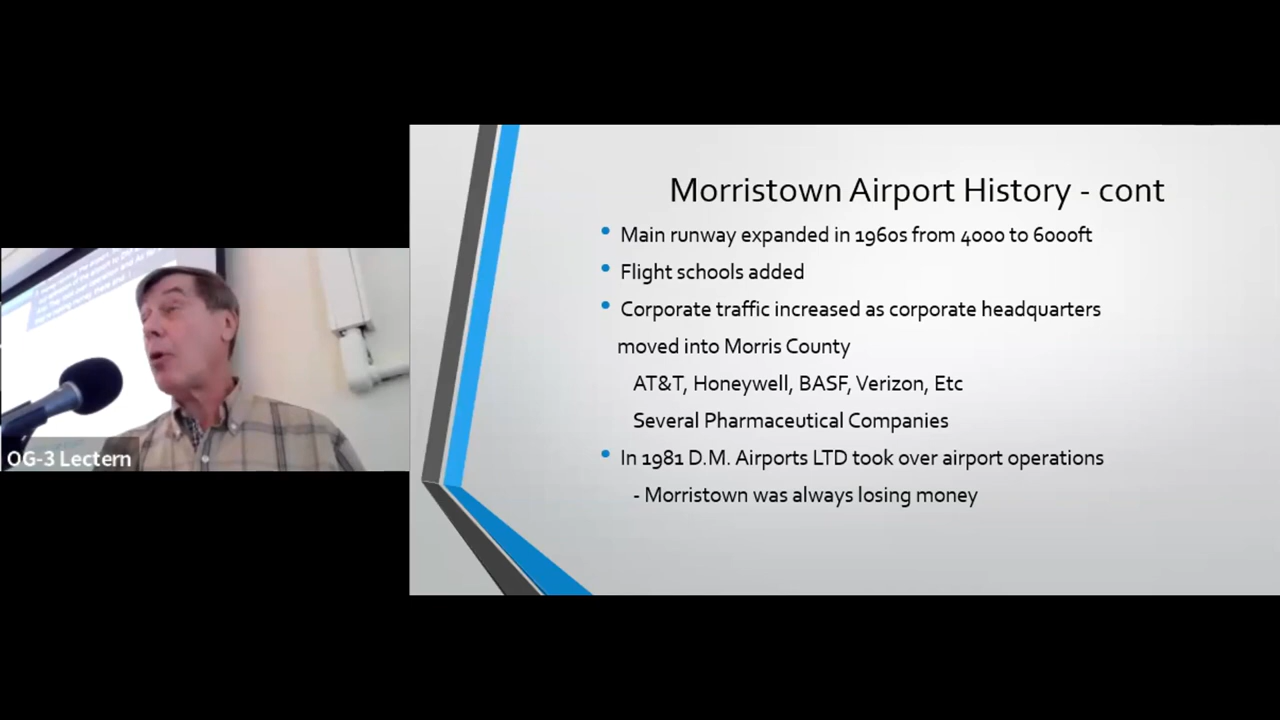 Morristown Airport History - cont
• Main runway expanded in 1960s from 4000 to 6000ft
• Flight schools added
• Corporate traffic increased as corporate headquarters
moved into Morris County
AT&T, Honeywell, BASF, Verizon, Etc
Several Pharmaceutical Companies
• In 1981 D.M. Airports LTD took over airport operations
- Morristown was always losing money
OG-3 Lectern